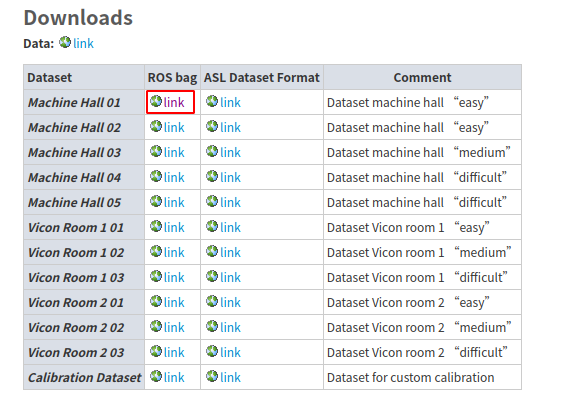 Downloads
Data: link
Dataset ROS bag ASL Dataset Format Comment
Machine Hall 01 link link Dataset machine hall “easy”
Machine Hall 02 link link Dataset machine hall “easy”
Machine Hall 03 link link Dataset machine hall “medium”
Machine Hall 04 link link Dataset machine hall “difficult”
Machine Hall 05 link link Dataset machine hall “difficult”
Vicon Room 1 01 link link Dataset Vicon room 1 “easy”
Vicon Room 1 02 link link Dataset Vicon room 1 “medium”
Vicon Room 1 03 link link Dataset Vicon room 1 “difficult”
Vicon Room 2 01 link link Dataset Vicon room 2 “easy”
Vicon Room 2 02 link link Dataset Vicon room 2 “medium”
Vicon Room 2 03 link link Dataset Vicon room 2 “difficult”
Calibration Dataset link link Dataset for custom calibration